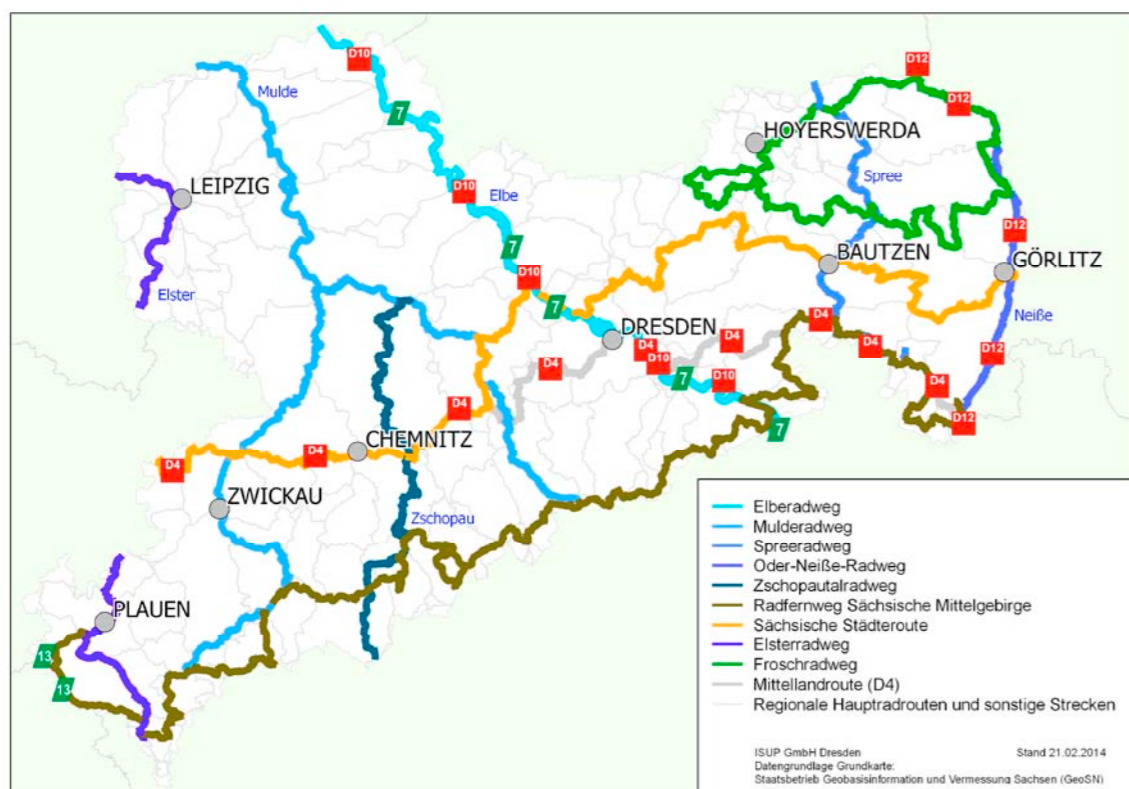 D10
D12
Mulde
D12
7
HOYERSWERDA
LEIPZIG
Spree
D10
Elbe
D12
7
BAUTZEN
GÖRLITZ
D10
Elster
7
Neiße
D4
DRESDEN
D4
D4
D4
D12
D10
D4
7
D10
D4
D4
D12
7
CHEMNITZ
D4
D4
ZWICKAU
Zschopau
PLAUEN
13
13
Elberadweg
Mulderadweg
Spreeradweg
Oder-Neiße-Radweg
Zschopautalradweg
Radfernweg Sächsische Mittelgebirge
Sächsische Städteroute
Elsterradweg
Froschradweg
Mittellandroute (D4)
Regionale Hauptradrouten und sonstige Strecken
ISUP GmbH Dresden Stand 21.02.2014
Datengrundlage Grundkarte:
Staatsbetrieb Geobasisinformation und Vermessung Sachsen (GeoSN)